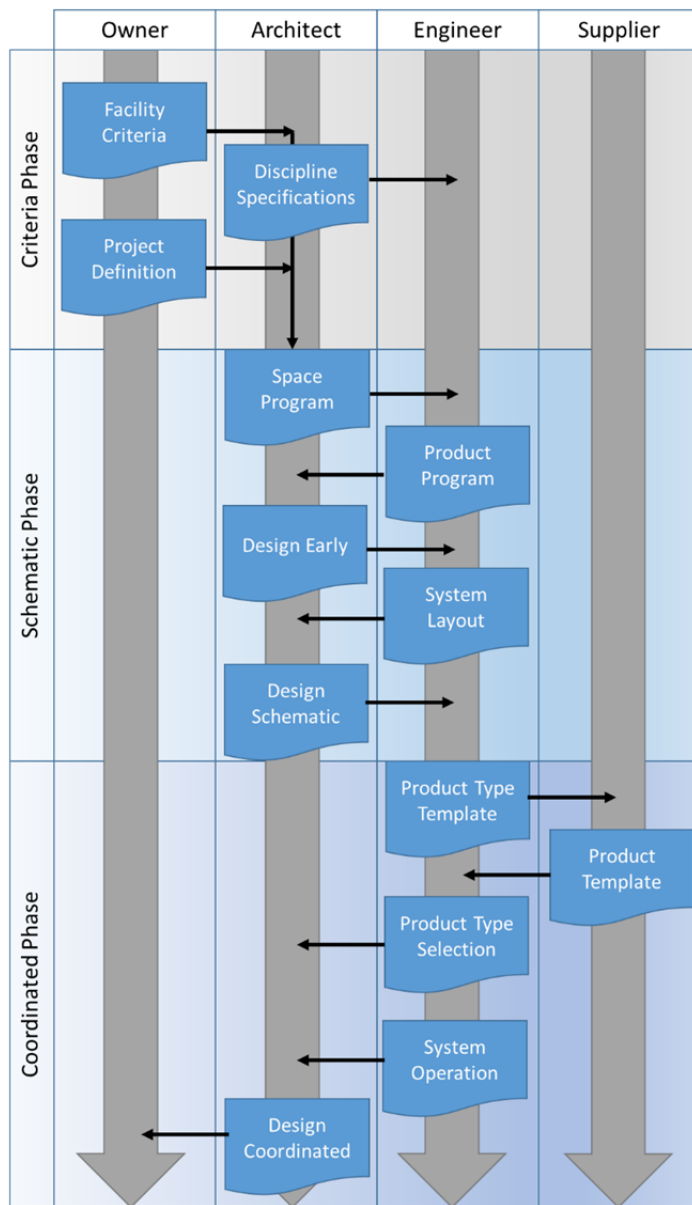 Owner
Architect
Engineer
Supplier
Criteria Phase
Facility
Criteria
Discipline
Specifications
Project
Definition
Schematic Phase
Space
Program
Product
Program
Design Early
System
Layout
Design
Schematic
Coordinated Phase
Product Type
Template
Product
Template
Product Type
Selection
System
Operation
Design
Coordinated